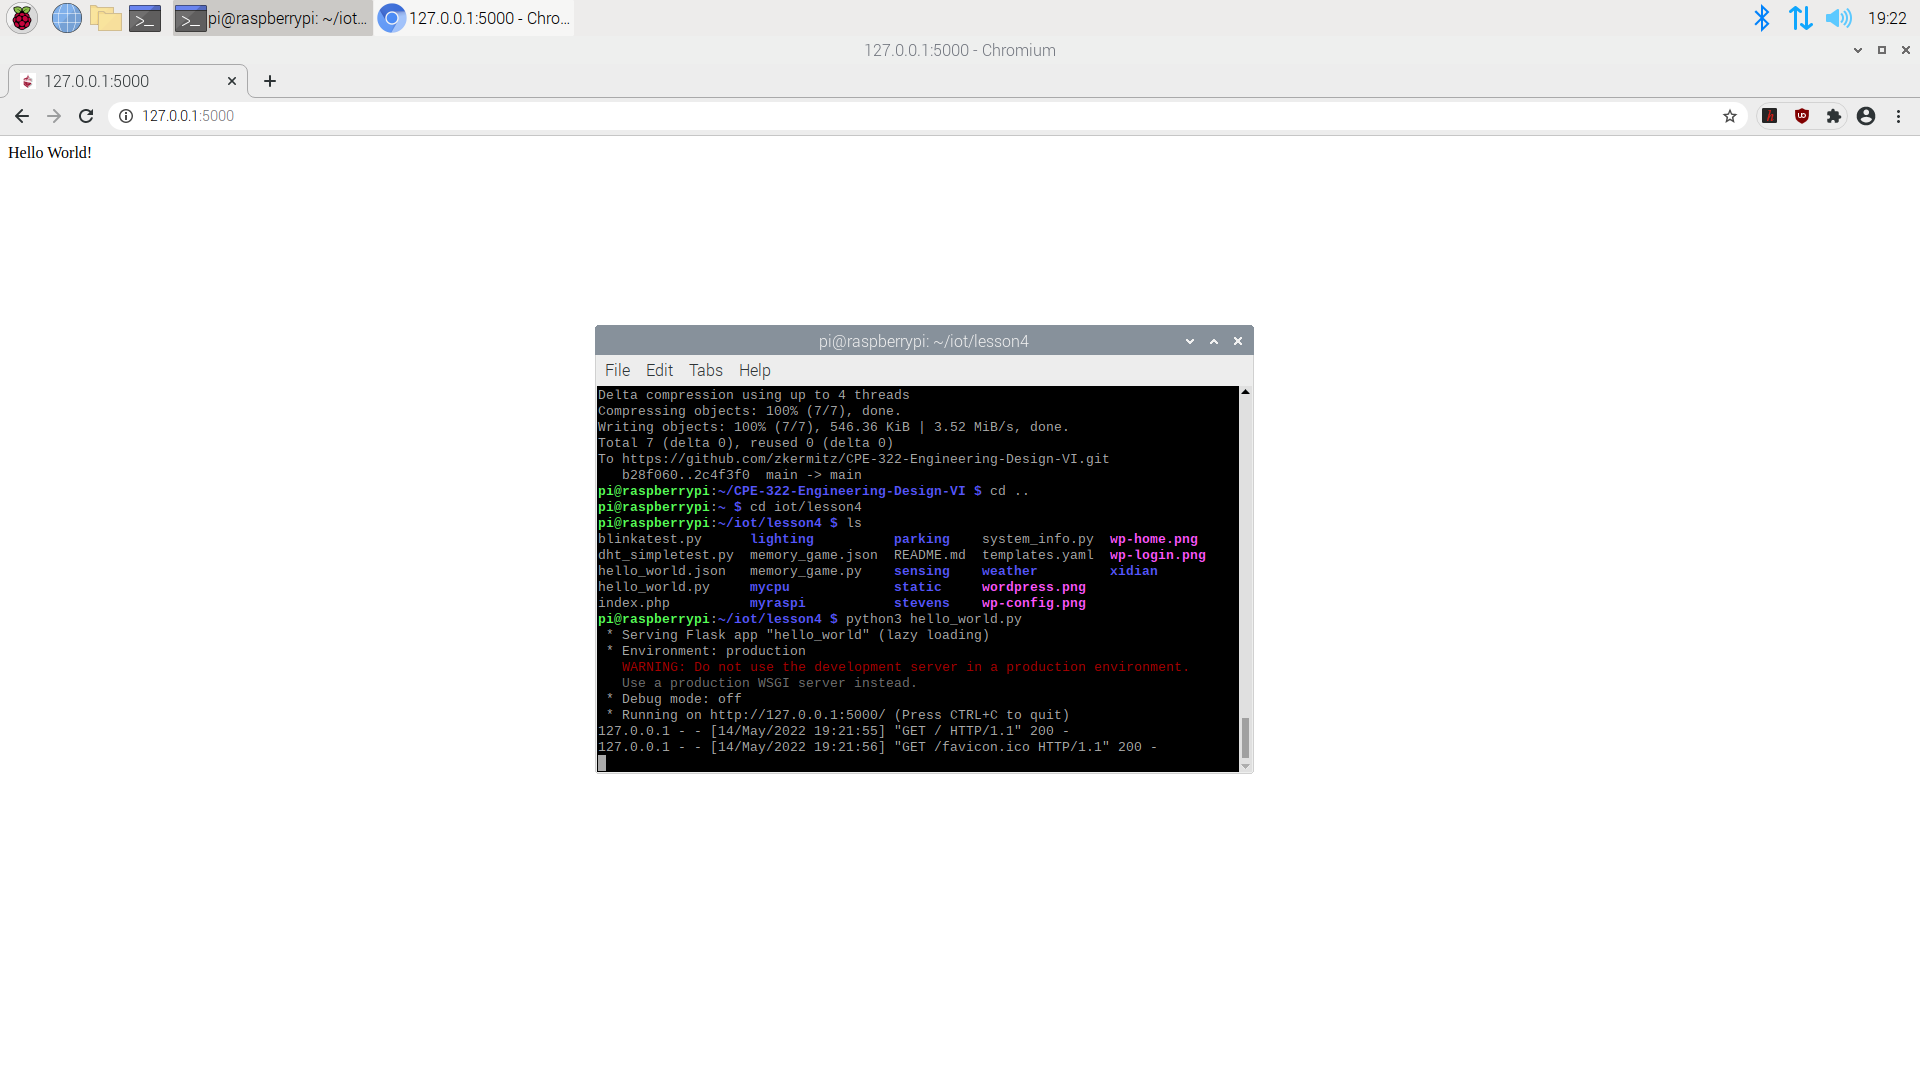 pi@raspberrypi: ~/iot... 127.0.0.1:5000 - Chro... 19:22
127.0.0.1:5000 - Chromium
127.0.0.1:5000
127.0.0.1:5000
Hello World!
pi@raspberrypi: ~/iot/lesson4
File Edit Tabs Help
Delta compression using up to 4 threads
Compressing objects: 100% (7/7), done.
Writing objects: 100% (7/7), 546.36 KiB | 3.52 MiB/s, done.
Total 7 (delta 0), reused 0 (delta 0)
To https://github.com/zkermitz/CPE-322-Engineering-Design-VI.git
   b28f060..2c4f3f0  main -> main
pi@raspberrypi:~/CPE-322-Engineering-Design-VI $ cd ..
pi@raspberrypi:~ $ cd iot/lesson4
pi@raspberrypi:~/iot/lesson4 $ ls
blinkatest.py      lighting          parking    system_info.py  wp-home.png
dht_simpletest.py  memory_game.json  README.md  templates.yaml  wp-login.png
hello_world.json   memory_game.py    sensing    weather         xidian
hello_world.py     mycpu             static     wordpress.png
index.php          myraspi           stevens    wp-config.png
pi@raspberrypi:~/iot/lesson4 $ python3 hello_world.py
 * Serving Flask app "hello_world" (lazy loading)
 * Environment: production
   WARNING: Do not use the development server in a production environment.
   Use a production WSGI server instead.
 * Debug mode: off
 * Running on http://127.0.0.1:5000/ (Press CTRL+C to quit)
127.0.0.1 - - [14/May/2022 19:21:55] "GET / HTTP/1.1" 200 -
127.0.0.1 - - [14/May/2022 19:21:56] "GET /favicon.ico HTTP/1.1" 200 -